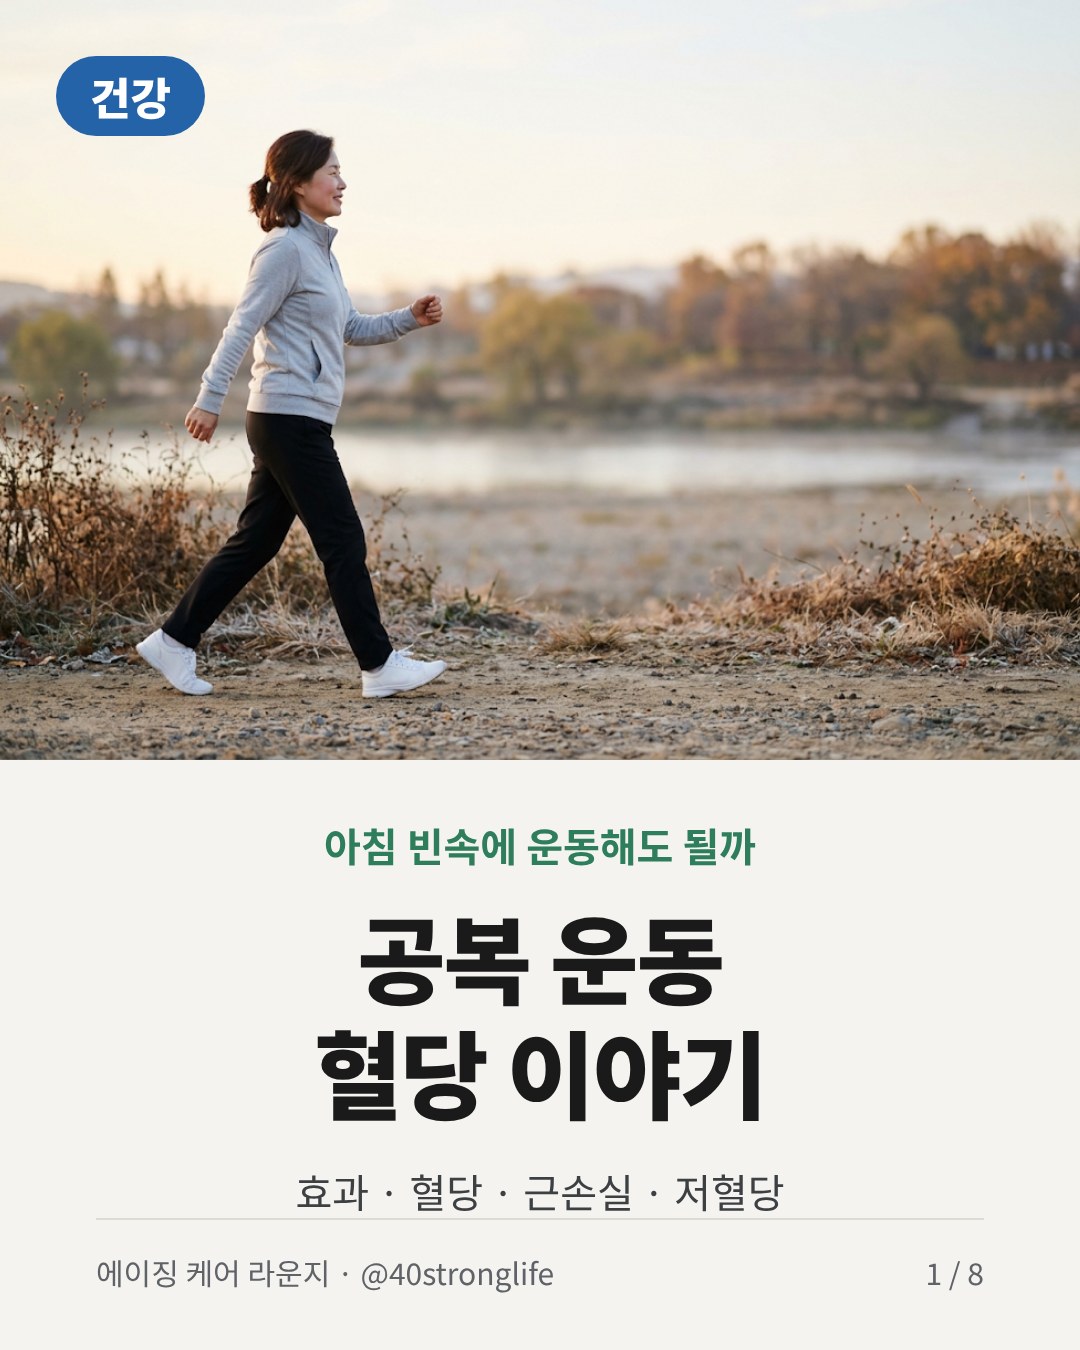 건강
아침 빈속에 운동해도 될까
공복 운동
혈당 이야기
효과 · 혈당 · 근손실 · 저혈당
에이징 케어 라운지 · @40stronglife
1 / 8